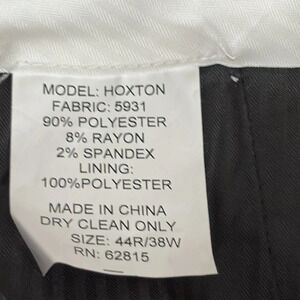 MODEL: HOXTON
FABRIC: 5931
90% POLYESTER
8% RAYON
2% SPANDEX
LINING:
100%POLYESTER
MADE IN CHINA
DRY CLEAN ONLY
SIZE: 44R/38W
RN: 62815